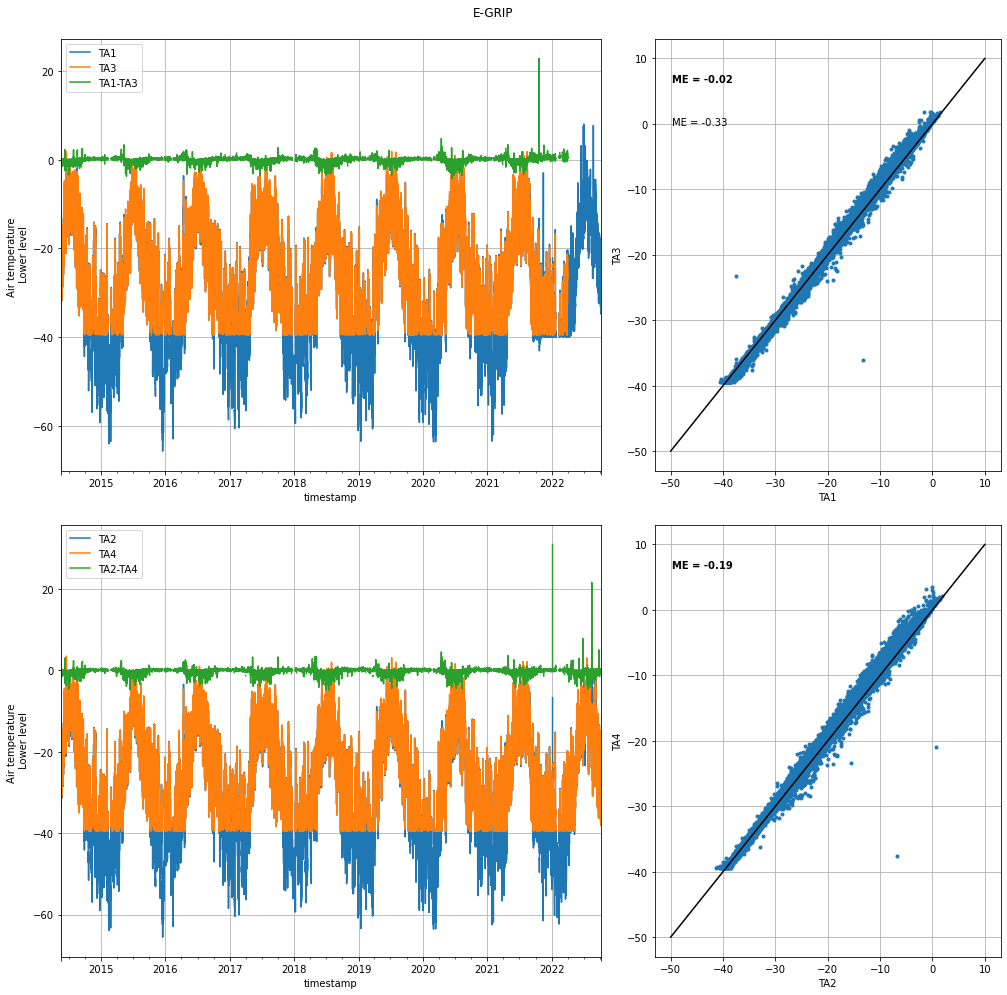 E-GRIP
TA1
TA3
TA1-TA3
20
0
−20
−40
−60
Air temperature
Lower level
2015 2016 2017 2018 2019 2020 2021 2022
timestamp
ME = -0.02
ME = -0.33
10
0
−10
−20
−30
−40
−50
TA3
−50 −40 −30 −20 −10 0 10
TA1
TA2
TA4
TA2-TA4
20
0
−20
−40
−60
Air temperature
Lower level
2015 2016 2017 2018 2019 2020 2021 2022
timestamp
ME = -0.19
10
0
−10
−20
−30
−40
−50
TA4
−50 −40 −30 −20 −10 0 10
TA2